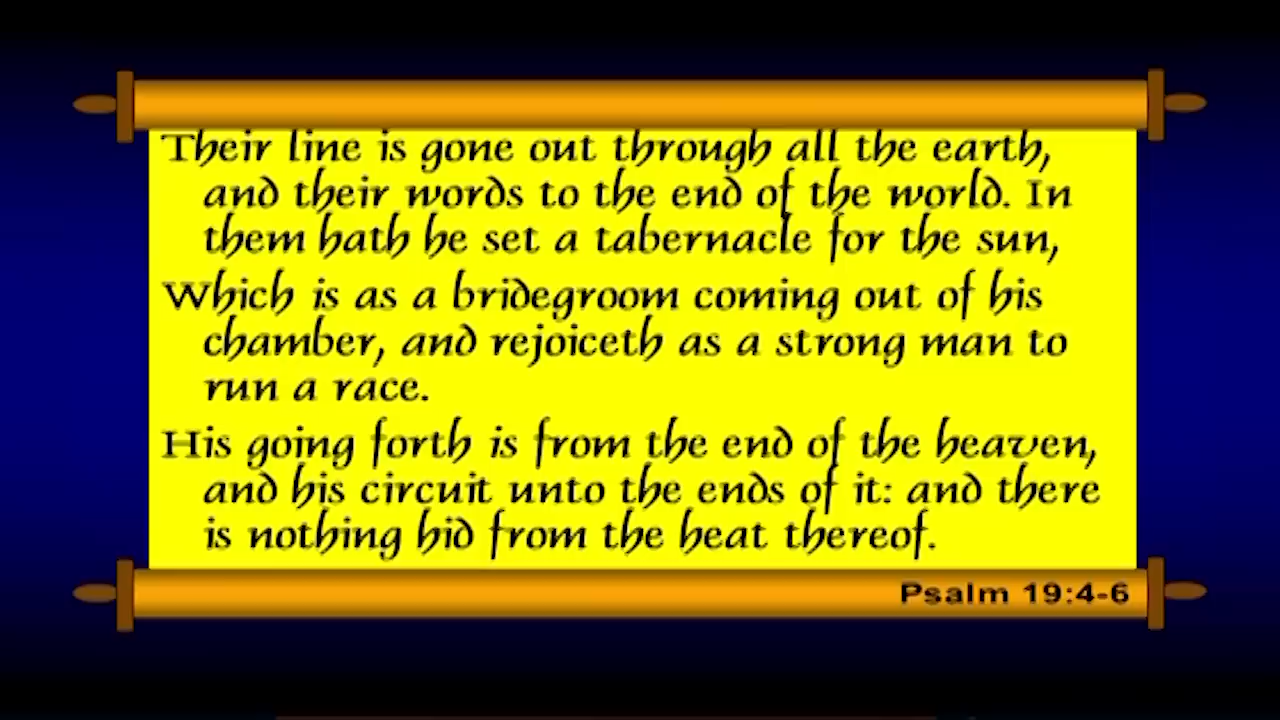 Their line is gone out through all the earth,
and their words to the end of the world. In
them hath he set a tabernacle for the sun,
Which is as a bridegroom coming out of his
chamber, and rejoiceth as a strong man to
run a race.
His going forth is from the end of the heaven,
and his circuit unto the ends of it: and there
is nothing hid from the heat thereof.
Psalm 19:4-6